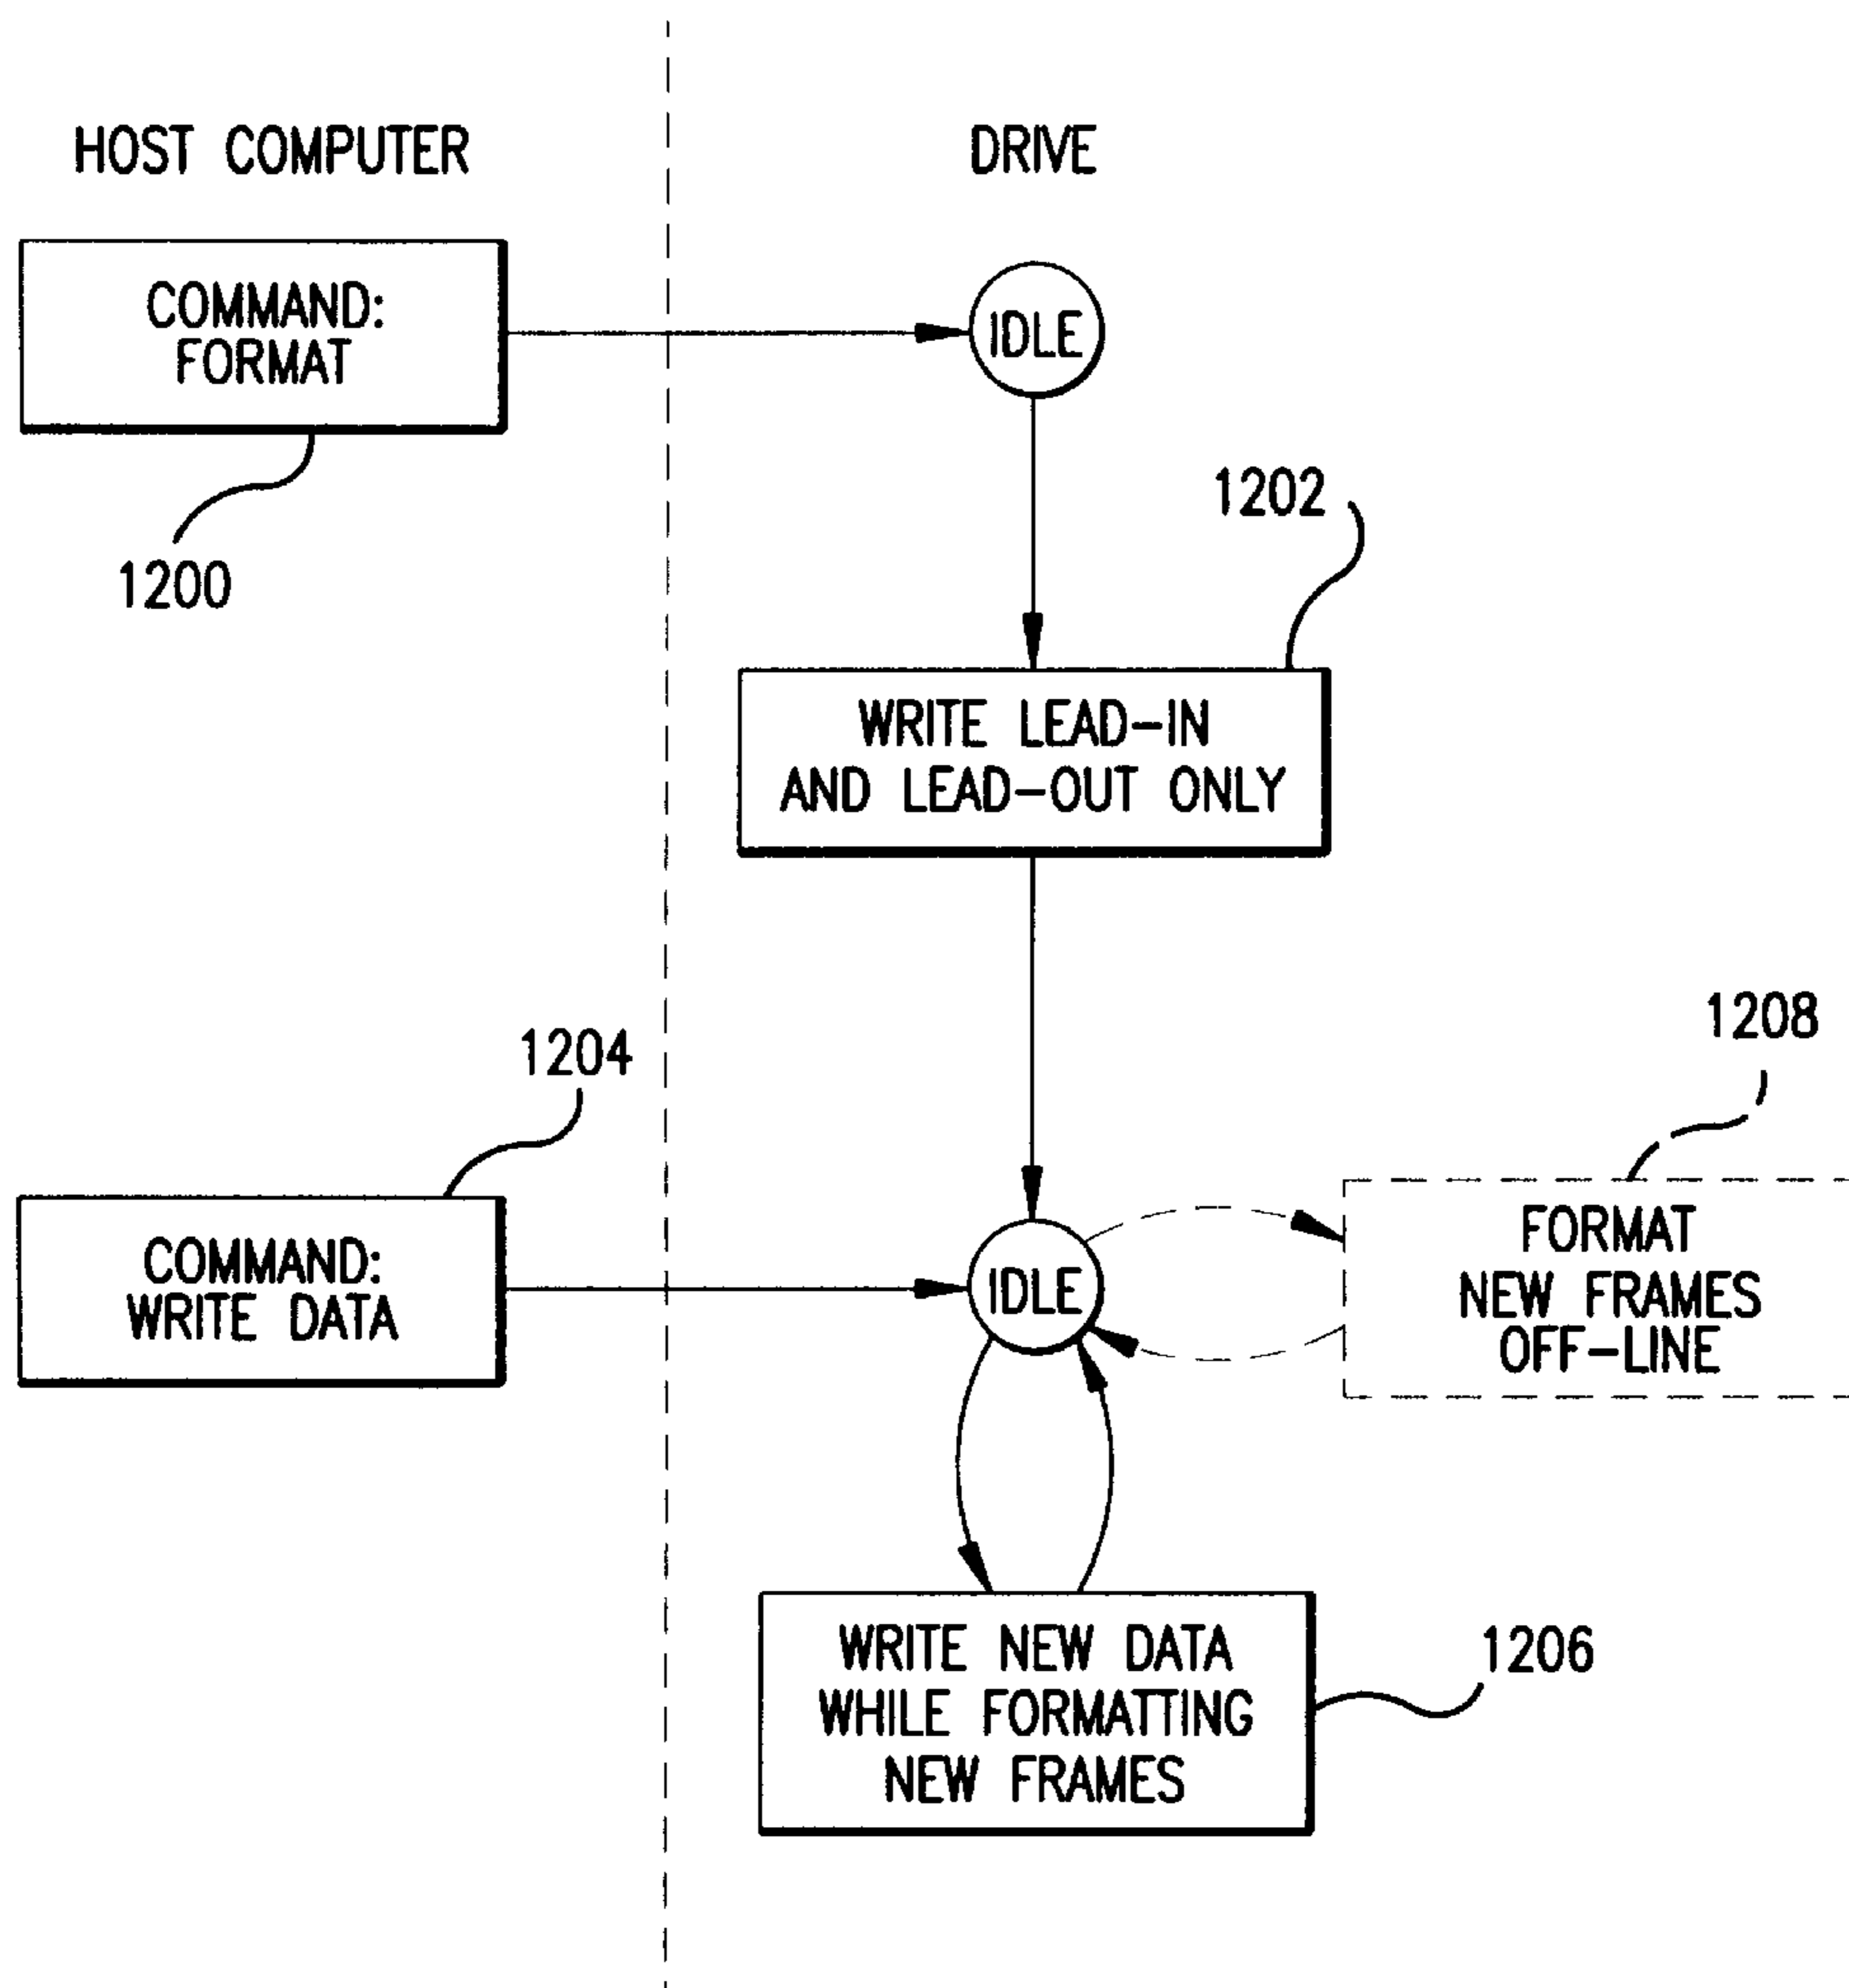 HOST COMPUTER
DRIVE
COMMAND:
FORMAT
IDLE
1200
1202
WRITE LEAD-IN
AND LEAD-OUT ONLY
1204
1208
COMMAND:
WRITE DATA
IDLE
FORMAT
NEW FRAMES
OFF-LINE
WRITE NEW DATA
WHILE FORMATTING
NEW FRAMES
1206